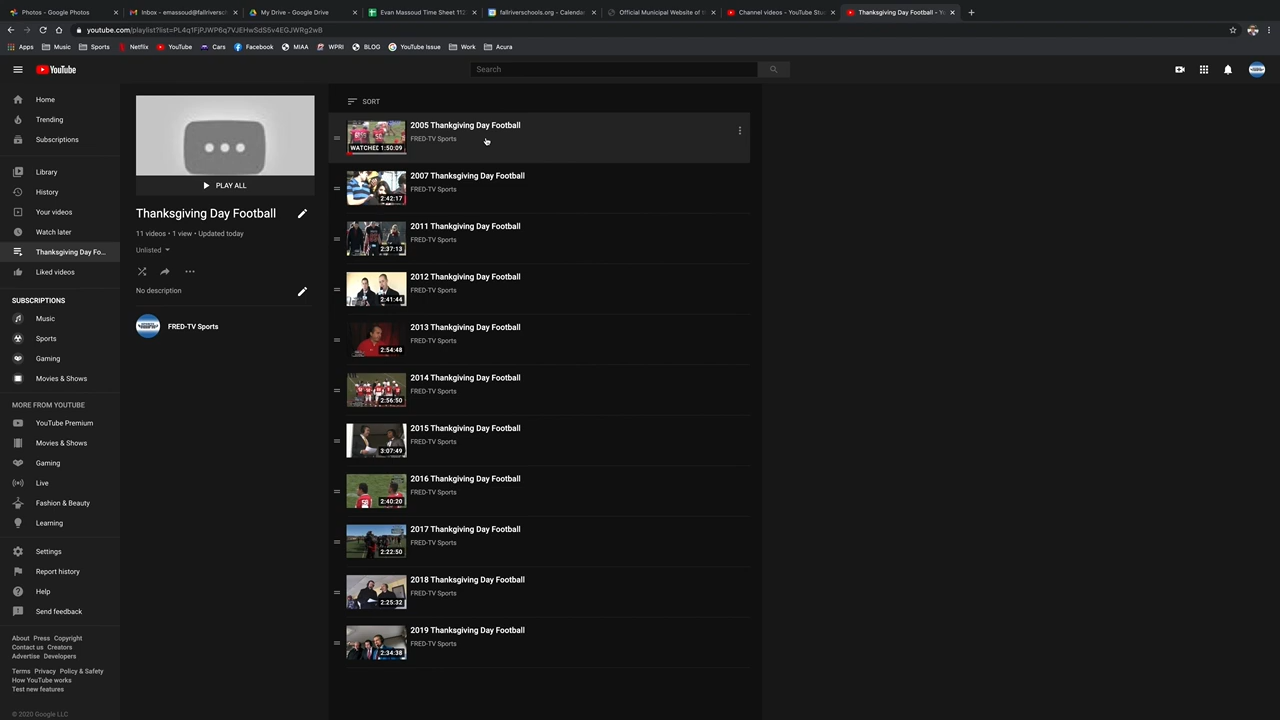 Photos - Google Photos
Inbox - emassoud@fallriversch
My Drive - Google Drive
Evan Massoud Time Sheet 112
fallriverschools.org - Calenda
Official Municipal Website of th
Channel videos - YouTube Stu
Thanksgiving Day Football - Yo
youtube.com/playlist?list=PL4q1FjPJWP6q7VJEHwSdS5v4EGJWRg2wB
Apps
Music
Sports
Netflix
YouTube
Cars
Facebook
MIAA
WPRI
BLOG
YouTube Issue
Work
Acura
YouTube
Search
Home
Trending
Subscriptions
Library
History
Your videos
Watch later
Thanksgiving Day Fo...
Liked videos
SUBSCRIPTIONS
Music
Sports
Gaming
Movies & Shows
MORE FROM YOUTUBE
YouTube Premium
Movies & Shows
Gaming
Live
Fashion & Beauty
Learning
Settings
Report history
Help
Send feedback
About Press Copyright
Contact us Creators
Advertise Developers
Terms Privacy Policy & Safety
How YouTube works
Test new features
© 2020 Google LLC
PLAY ALL
Thanksgiving Day Football
11 videos • 1 view • Updated today
Unlisted
No description
FRED-TV Sports
SORT
2005 Thankgiving Day Football
FRED-TV Sports
WATCHED 1:50:09
2007 Thanksgiving Day Football
FRED-TV Sports
2:42:17
2011 Thanksgiving Day Football
FRED-TV Sports
2:37:13
2012 Thanksgiving Day Football
FRED-TV Sports
2:41:44
2013 Thanksgiving Day Football
FRED-TV Sports
2:54:48
2014 Thanksgiving Day Football
FRED-TV Sports
2:56:50
2015 Thanksgiving Day Football
FRED-TV Sports
3:07:49
2016 Thanksgiving Day Football
FRED-TV Sports
2:40:20
2017 Thanksgiving Day Football
FRED-TV Sports
2:22:50
2018 Thanksgiving Day Football
FRED-TV Sports
2:25:32
2019 Thanksgiving Day Football
FRED-TV Sports
2:34:38